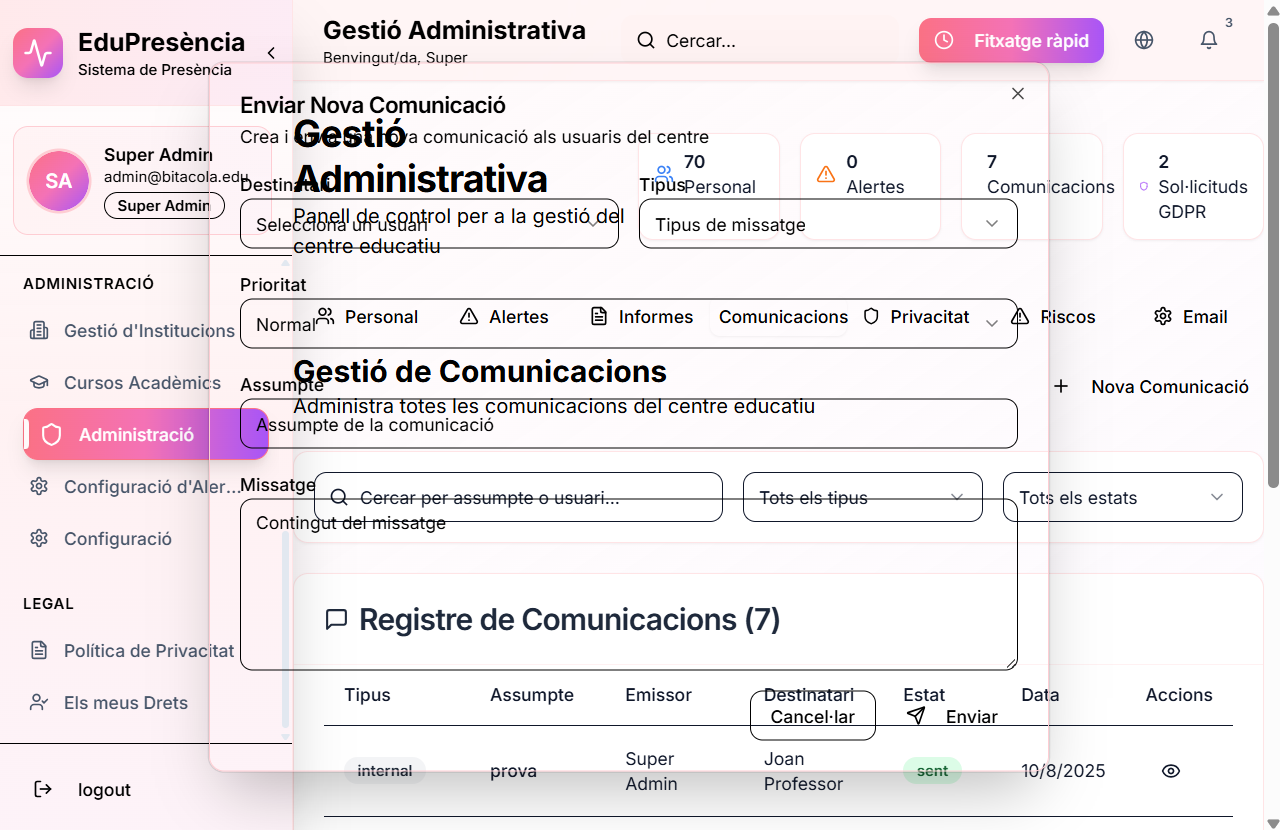 EduPresència
Sistema de Presència
Gestió Administrativa
Benvingut/da, Super
Cercar...
Fitxatge ràpid
3
SA
Super Admin
admin@bitacola.edu
Super Admin
ADMINISTRACIÓ
Gestió d'Institucions
Cursos Acadèmics
Administració
Configuració d'Aler...
Configuració
LEGAL
Política de Privacitat
Els meus Drets
logout
Enviar Nova Comunicació
Crea i envia una nova comunicació als usuaris del centre
Destinatari
Selecciona un usuari
Tipus
Tipus de missatge
Prioritat
Normal
Assumpte
Assumpte de la comunicació
Missatge
Contingut del missatge
Cancel·lar
Enviar
Gestió
Administrativa
Panell de control per a la gestió del
centre educatiu
70
Personal
0
Alertes
7
Comunicacions
2
Sol·licituds
GDPR
Personal
Alertes
Informes
Comunicacions
Privacitat
Riscos
Email
Gestió de Comunicacions
Administra totes les comunicacions del centre educatiu
Nova Comunicació
Cercar per assumpte o usuari...
Tots els tipus
Tots els estats
Registre de Comunicacions (7)
Tipus
Assumpte
Emissor
Destinatari
Estat
Data
Accions
internal
prova
Super
Admin
Joan
Professor
sent
10/8/2025